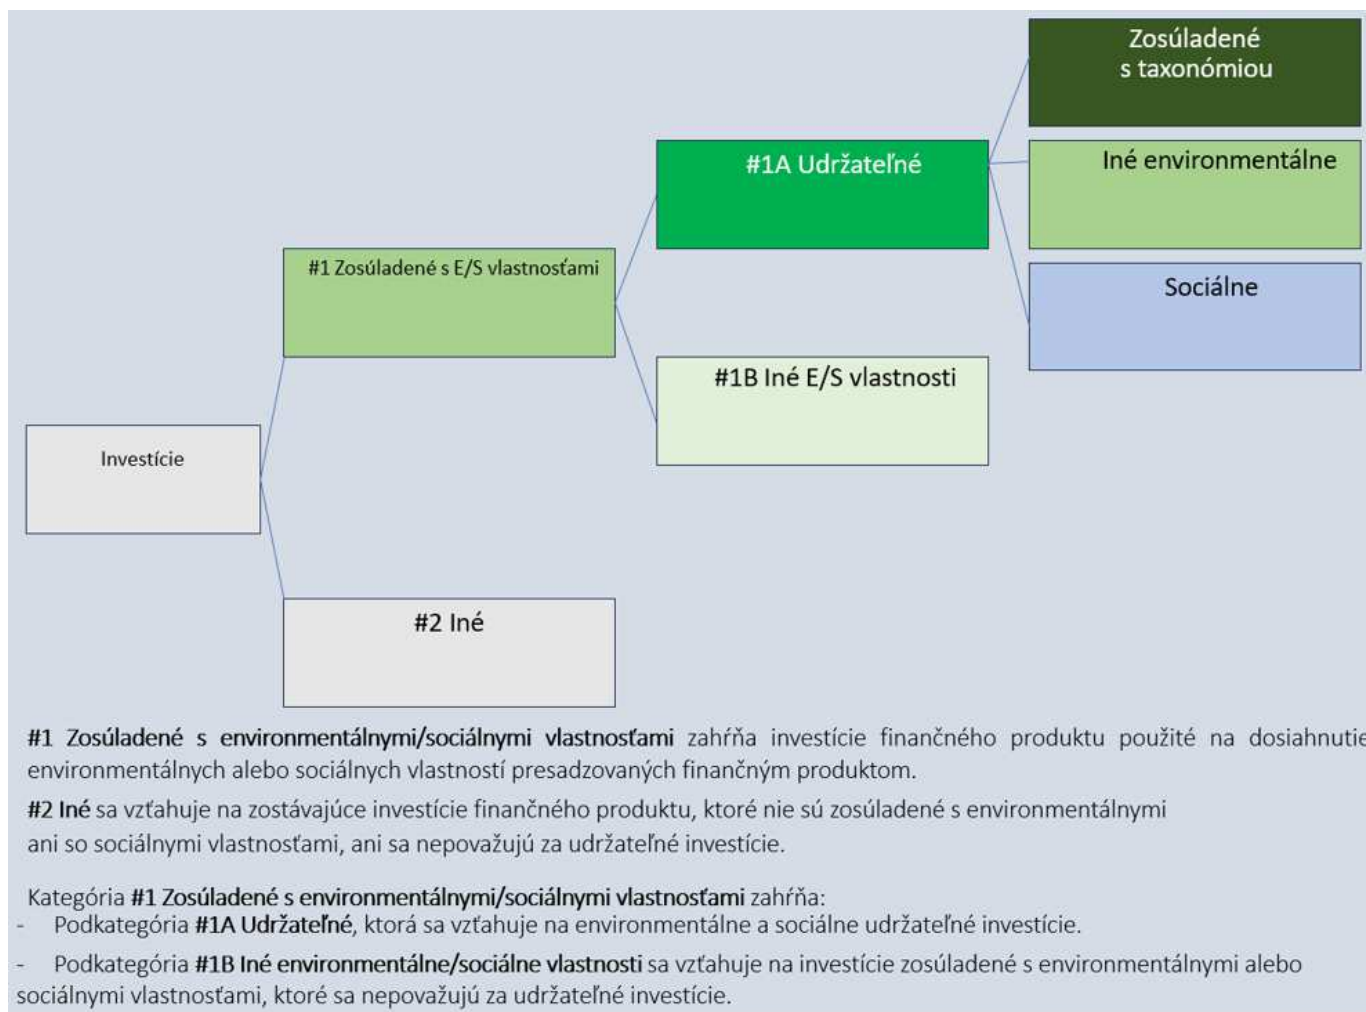 Zosúladené
s taxonómiou
#1A Udržateľné
Iné environmentálne
#1 Zosúladené s E/S vlastnosťami
Sociálne
#1B Iné E/S vlastnosti
Investície
#2 Iné
#1 Zosúladené s environmentálnymi/sociálnymi vlastnosťami zahŕňa investície finančného produktu použité na dosiahnutie
environmentálnych alebo sociálnych vlastností presadzovaných finančným produktom.
#2 Iné sa vzťahuje na zostávajúce investície finančného produktu, ktoré nie sú zosúladené s environmentálnymi
ani so sociálnymi vlastnosťami, ani sa nepovažujú za udržateľné investície.
Kategória #1 Zosúladené s environmentálnymi/sociálnymi vlastnosťami zahŕňa:
- Podkategória #1A Udržateľné, ktorá sa vzťahuje na environmentálne a sociálne udržateľné investície.
- Podkategória #1B Iné environmentálne/sociálne vlastnosti sa vzťahuje na investície zosúladené s environmentálnymi alebo
sociálnymi vlastnosťami, ktoré sa nepovažujú za udržateľné investície.